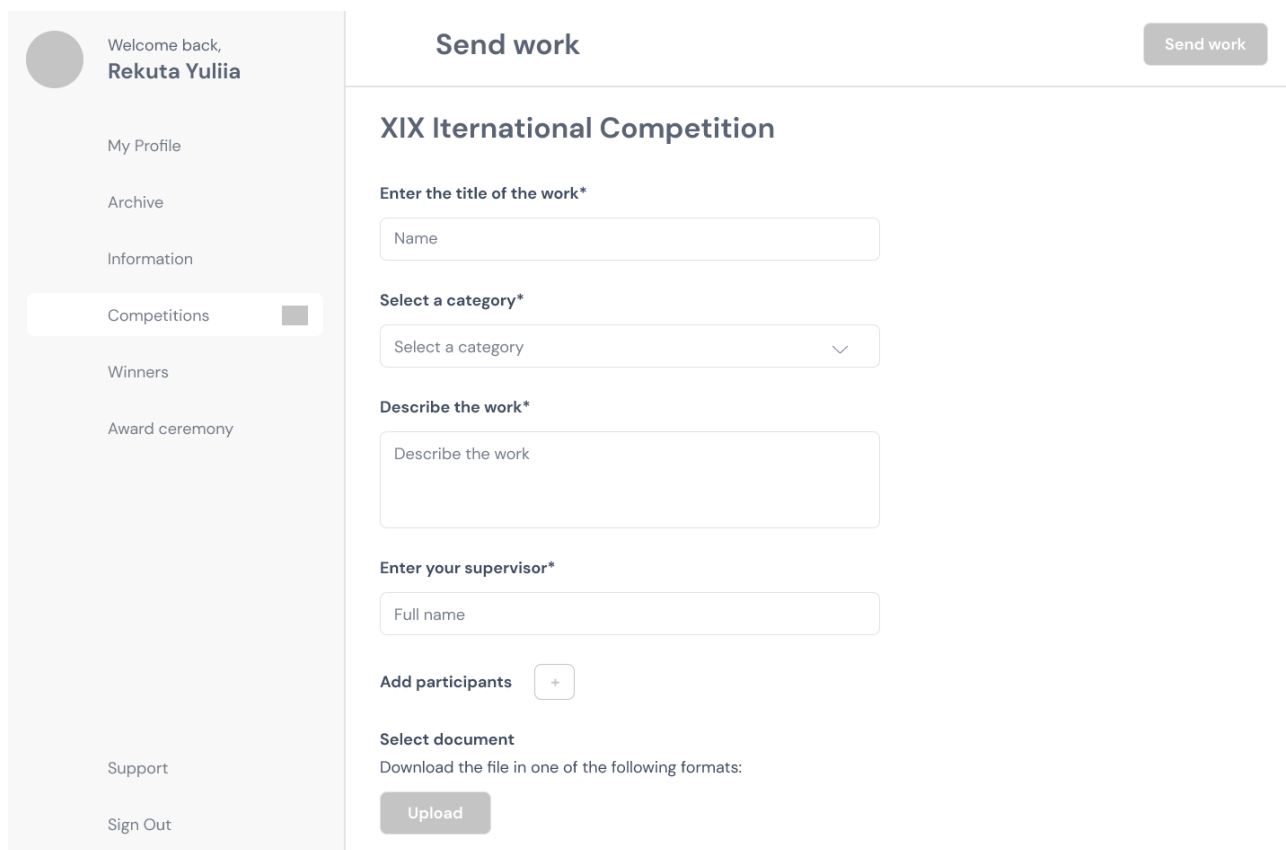 Welcome back,
Rekuta Yuliia
My Profile
Archive
Information
Competitions
Winners
Award ceremony
Support
Sign Out
Send work
Send work
XIX Iternational Competition
Enter the title of the work*
Name
Select a category*
Select a category
Describe the work*
Describe the work
Enter your supervisor*
Full name
Add participants +
Select document
Download the file in one of the following formats:
Upload